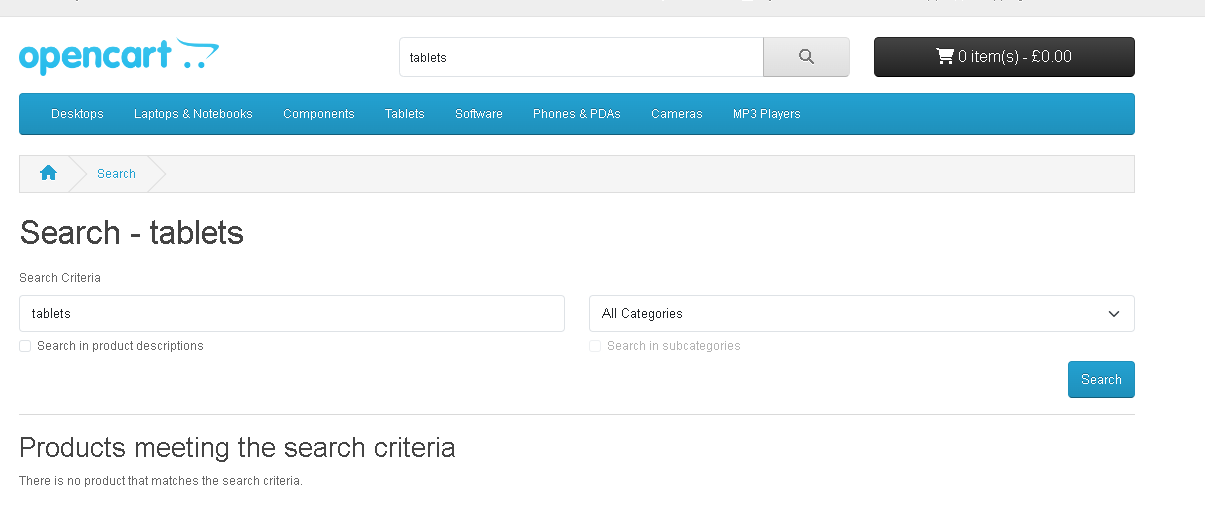 opencart
tablets
0 item(s) - £0.00
Desktops Laptops & Notebooks Components Tablets Software Phones & PDAs Cameras MP3 Players
Search
Search - tablets
Search Criteria
tablets All Categories
Search in product descriptions Search in subcategories
Search
Products meeting the search criteria
There is no product that matches the search criteria.